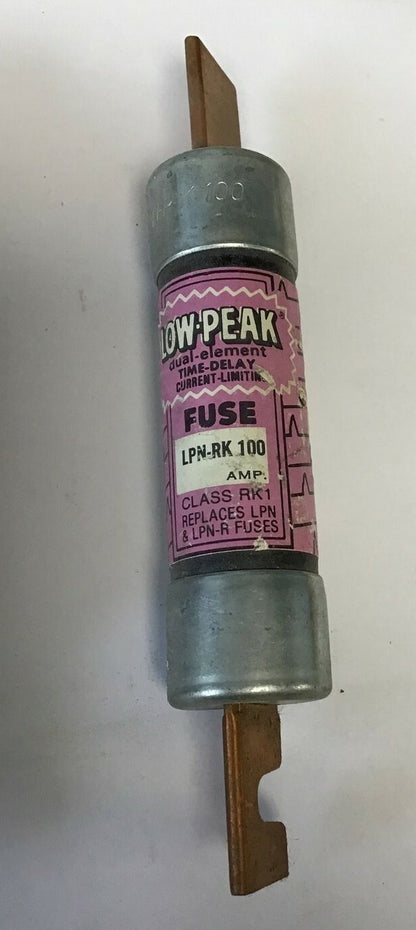 100
LOW-PEAK®
dual-element
TIME-DELAY
CURRENT-LIMITING
FUSE
LPN-RK 100
AMP.
CLASS RK1
REPLACES LPN
& LPN-R FUSES